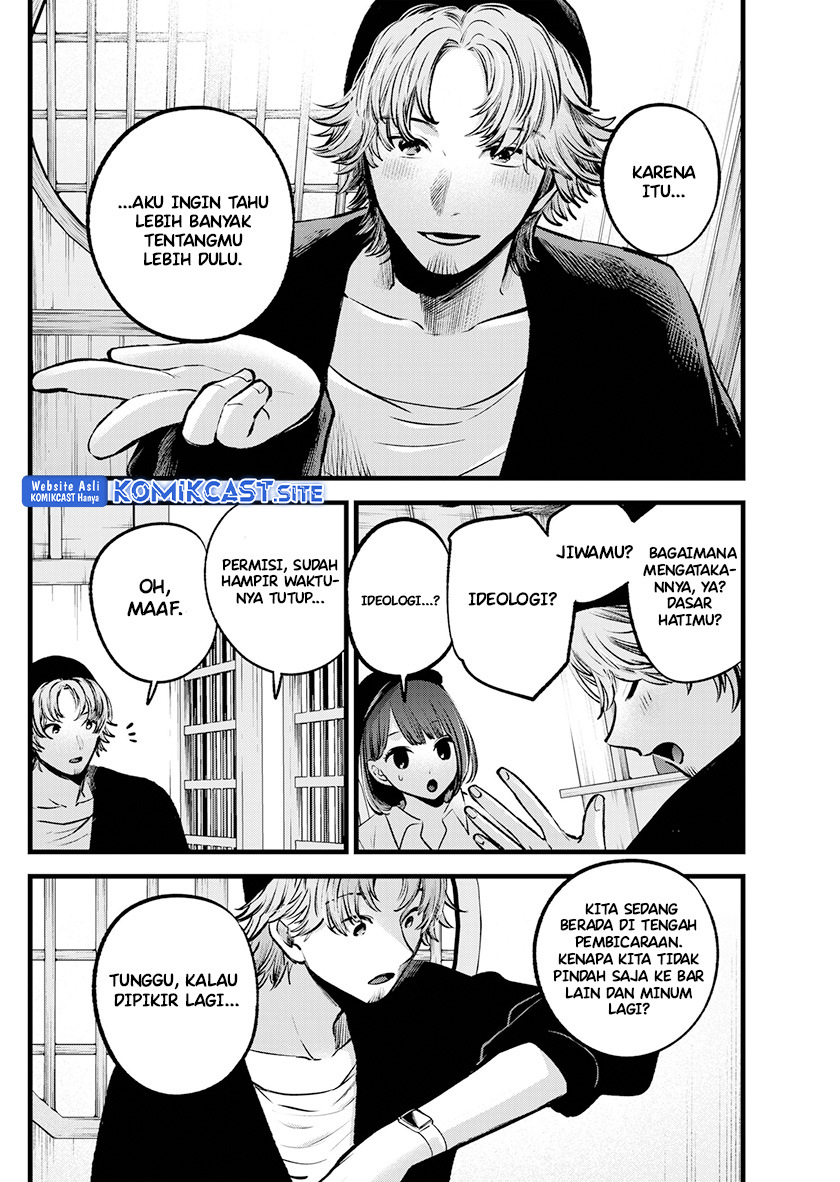 KARENA
ITU...
...AKU INGIN TAHU
LEBIH BANYAK
TENTANGMU
LEBIH DULU.
Website Asli
KOMIKCAST Hanya
KOMIKCAST.SITE
BAGAIMANA
MENGATAKA-
NNYA, YA?
DASAR
HATIMU?
JIWAMU?
IDEOLOGI?
IDEOLOGI...?
PERMISI, SUDAH
HAMPIR WAKTU-
NYA TUTUP...
OH,
MAAF.
KITA SEDANG
BERADA DI TENGAH
PEMBICARAAN.
KENAPA KITA TIDAK
PINDAH SAJA KE BAR
LAIN DAN MINUM
LAGI?
TUNGGU, KALAU
DIPIKIR LAGI...